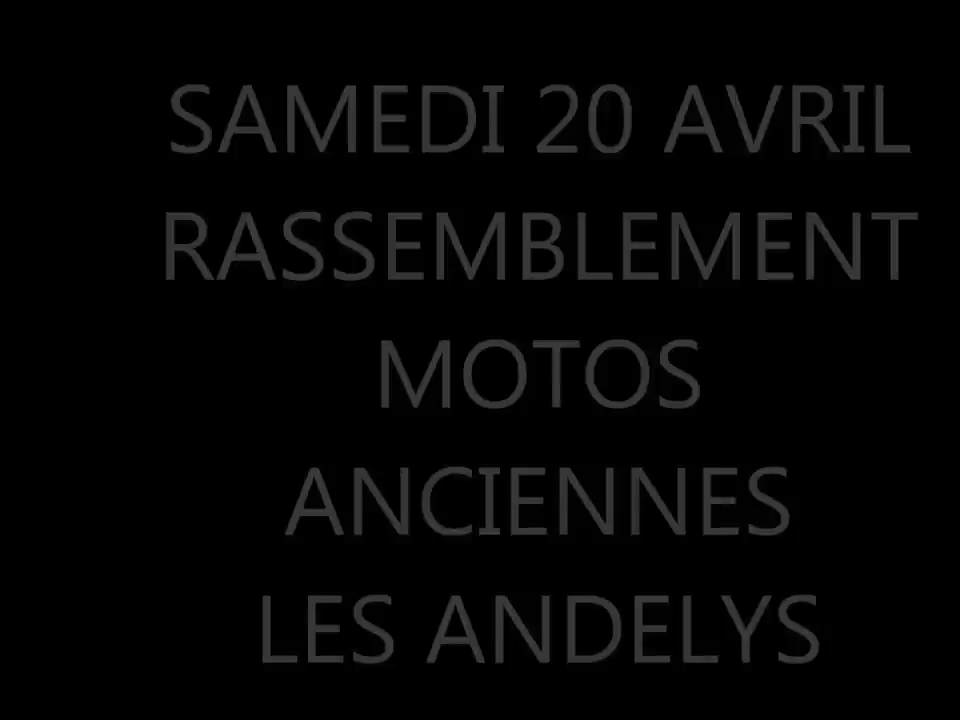 SAMEDI 20 AVRIL
RASSEMBLEMENT
MOTOS
ANCIENNES
LES ANDELYS